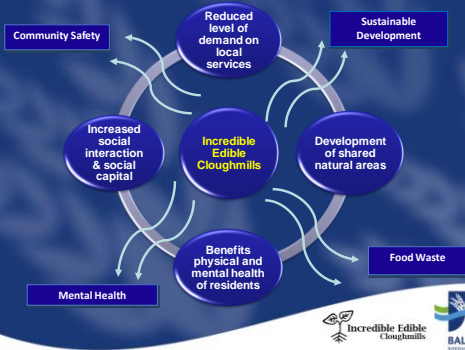 Reduced
level of
demand on
local
services
Community Safety
Sustainable
Development
Increased
social
interaction
& social
capital
Incredible
Edible
Cloughmills
Development
of shared
natural areas
Benefits
physical and
mental health
of residents
Food Waste
Mental Health
Incredible Edible
Cloughmills
BAL